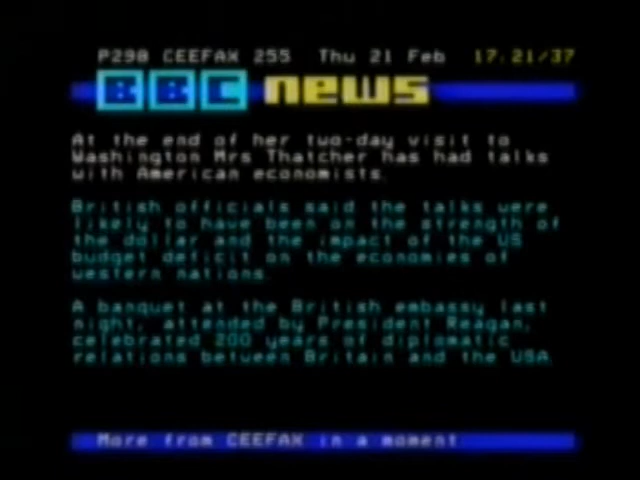 P298 CEEFAX 255 Thu 21 Feb 17.21/37
BBC news
At the end of her two-day visit to
Washington Mrs Thatcher has had talks
with American economists.
British officials said the talks were
likely to have been on the strength of
the dollar and the impact of the US
budget deficit on the economies of
western nations.
A banquet at the British embassy last
night, attended by President Reagan,
celebrated 200 years of diplomatic
relations between Britain and the USA
More from CEEFAX in a moment